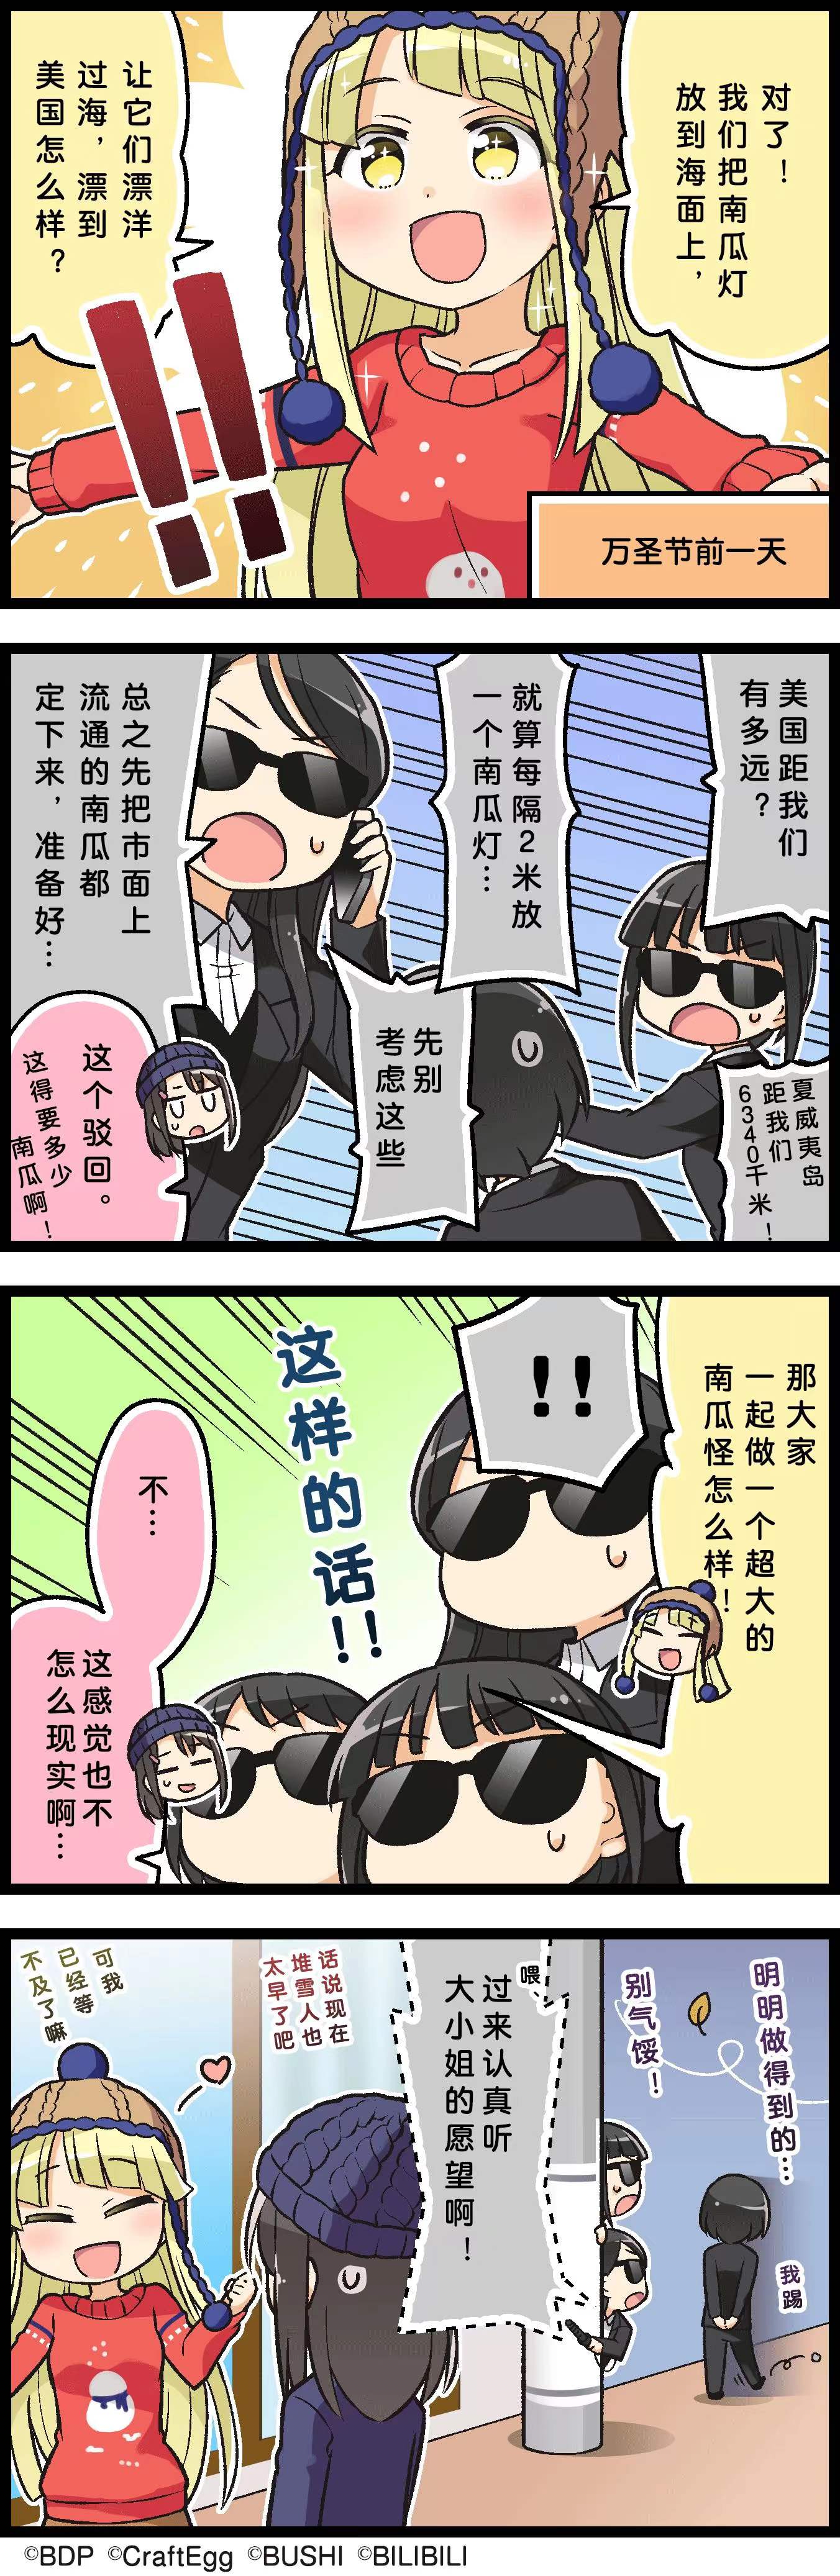 对了！
我们把南瓜灯
放到海面上，
让它们漂洋
过海，漂到
美国怎么样？
!!
万圣节前一天
美国距我们
有多远？
夏威夷岛
距我们
6340千米！
就算每隔2米放
一个南瓜灯…
先别
考虑这些
总之先把市面上
流通的南瓜都
定下来，准备好…
这个驳回。
这得要多少
南瓜啊！
那大家
一起做一个超大的
南瓜怪怎么样！
!!
这样的话!!
不…
这感觉也不
怎么现实啊…
明明做得到的…
别气馁！
我踢
喂、
过来认真听
大小姐的愿望啊！
话说现在
堆雪人也
太早了吧
可我
已经等
不及了嘛
©BDP ©CraftEgg ©BUSHI ©BILIBILI